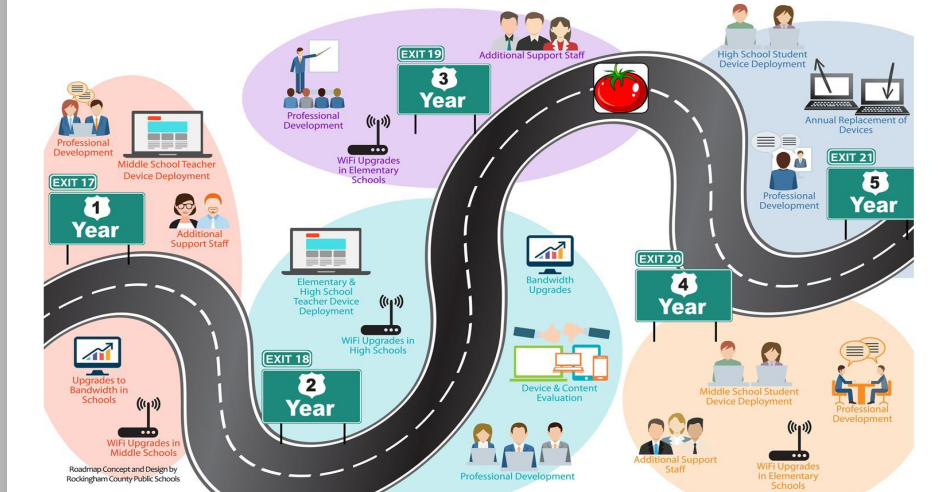 Professional
Development
Middle School Teacher
Device Deployment
EXIT 17
1
Year
Additional
Support Staff
Upgrades to
Bandwidth in
Schools
WiFi Upgrades in
Middle Schools
Roadmap Concept and Design by
Rockingham County Public Schools
Elementary &
High School
Teacher Device
Deployment
WiFi Upgrades in
High Schools
EXIT 18
2
Year
Bandwidth
Upgrades
Device & Content
Evaluation
Professional Development
Professional
Development
EXIT 19
3
Year
Additional Support Staff
WiFi Upgrades
in Elementary
Schools
EXIT 20
4
Year
Middle School Student
Device Deployment
Professional
Development
Additional Support
Staff
WiFi Upgrades
in Elementary
Schools
High School Student
Device Deployment
Annual Replacement of
Devices
Professional
Development
EXIT 21
5
Year